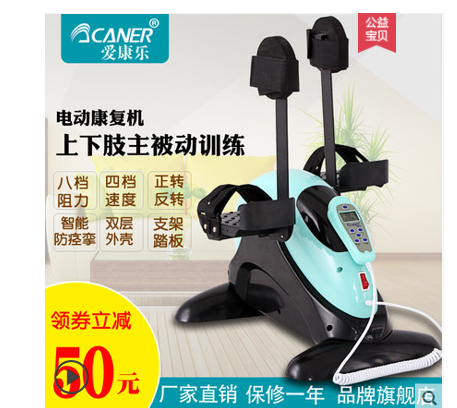 ACANER®
爱康乐
公益
宝贝
电动康复机
上下肢主被动训练
八档
阻力
四档
速度
正转
反转
智能
防痉挛
双层
外壳
支架
踏板
领券立减
50元
厂家直销 保修一年 品牌旗舰店